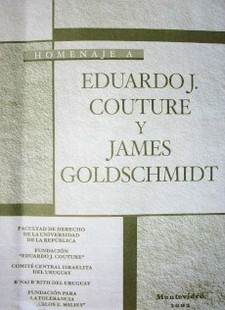 HOMENAJE A
EDUARDO J.
COUTURE
Y
JAMES
GOLDSCHMIDT
FACULTAD DE DERECHO
DE LA UNIVERSIDAD
DE LA REPÚBLICA
FUNDACIÓN
"EDUARDO J. COUTURE"
COMITÉ CENTRAL ISRAELITA
DEL URUGUAY
B'NAI B'RITH DEL URUGUAY
FUNDACIÓN PARA
LA TOLERANCIA
E.
Montevideo,
2002